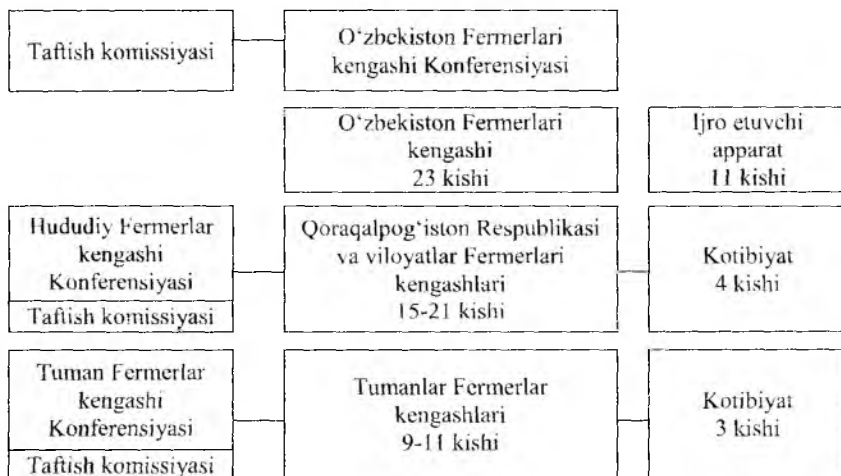 Taftish komissiyasi
O‘zbekiston Fermerlari
kengashi Konferensiyasi
O‘zbekiston Fermerlari
kengashi
23 kishi
Ijro etuvchi
apparat
11 kishi
Hududiy Fermerlar
kengashi
Konferensiyasi
Taftish komissiyasi
Qoraqalpog‘iston Respublikasi
va viloyatlar Fermerlari
kengashlari
15-21 kishi
Kotibiyat
4 kishi
Tuman Fermerlar
kengashi
Konferensiyasi
Taftish komissiyasi
Tumanlar Fermerlar
kengashlari
9-11 kishi
Kotibiyat
3 kishi